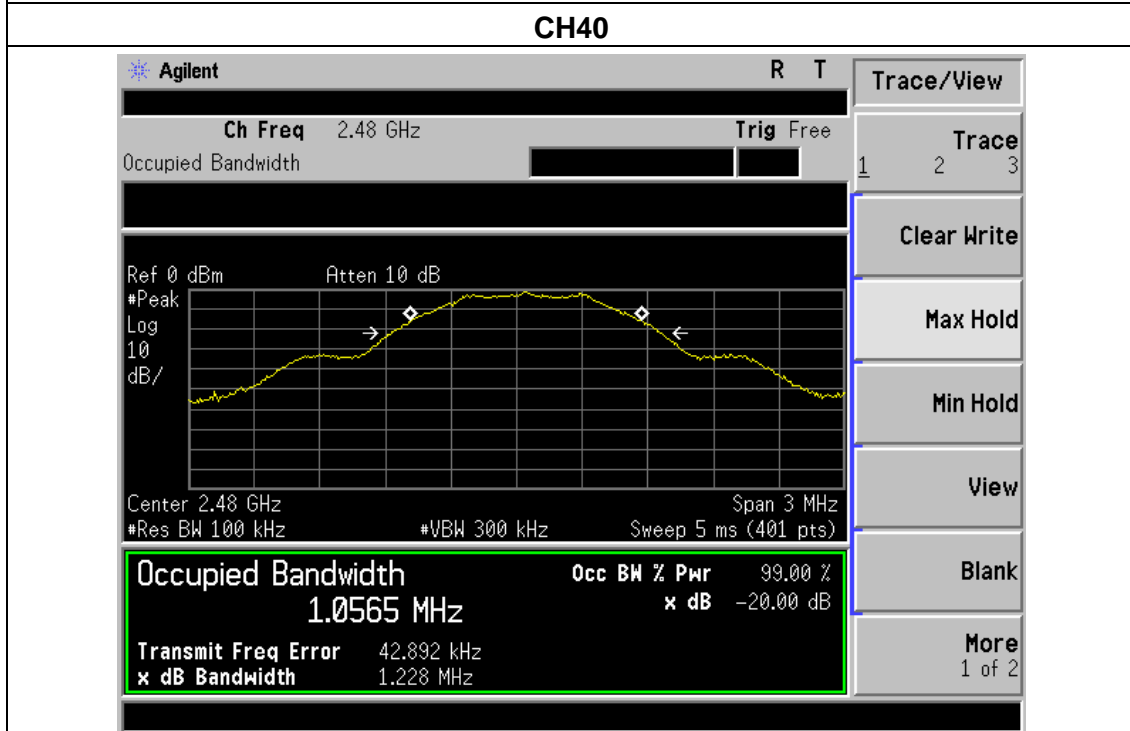 CH40
Agilent R T
Trace/View
Ch Freq 2.48 GHz Trig Free
Occupied Bandwidth
Trace
1 2 3
Clear Write
Max Hold
Min Hold
View
Blank
More
1 of 2
Ref 0 dBm Atten 10 dB
#Peak
Log
10
dB/
Center 2.48 GHz Span 3 MHz
#Res BW 100 kHz #VBW 300 kHz Sweep 5 ms (401 pts)
Occupied Bandwidth Occ BW % Pwr 99.00 %
1.0565 MHz x dB -20.00 dB
Transmit Freq Error 42.892 kHz
x dB Bandwidth 1.228 MHz